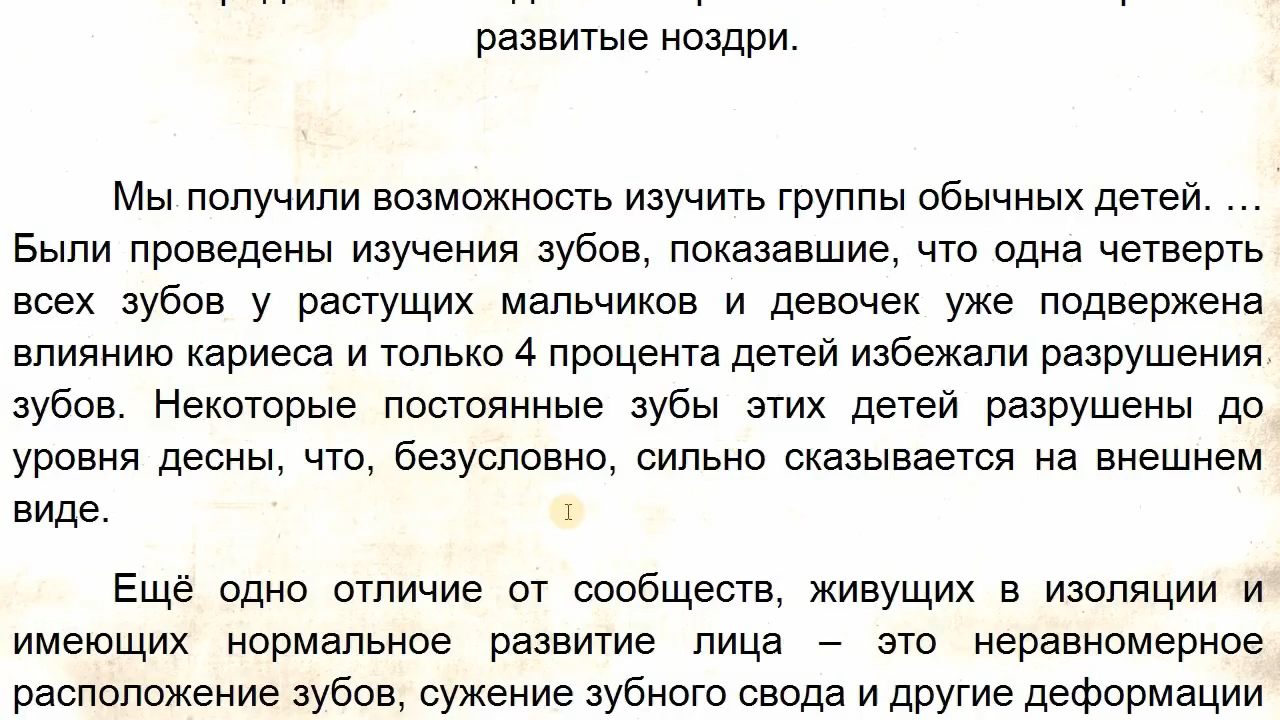 развитые ноздри.
Мы получили возможность изучить группы обычных детей. …
Были проведены изучения зубов, показавшие, что одна четверть
всех зубов у растущих мальчиков и девочек уже подвержена
влиянию кариеса и только 4 процента детей избежали разрушения
зубов. Некоторые постоянные зубы этих детей разрушены до
уровня десны, что, безусловно, сильно сказывается на внешнем
виде.
Ещё одно отличие от сообществ, живущих в изоляции и
имеющих нормальное развитие лица – это неравномерное
расположение зубов, сужение зубного свода и другие деформации